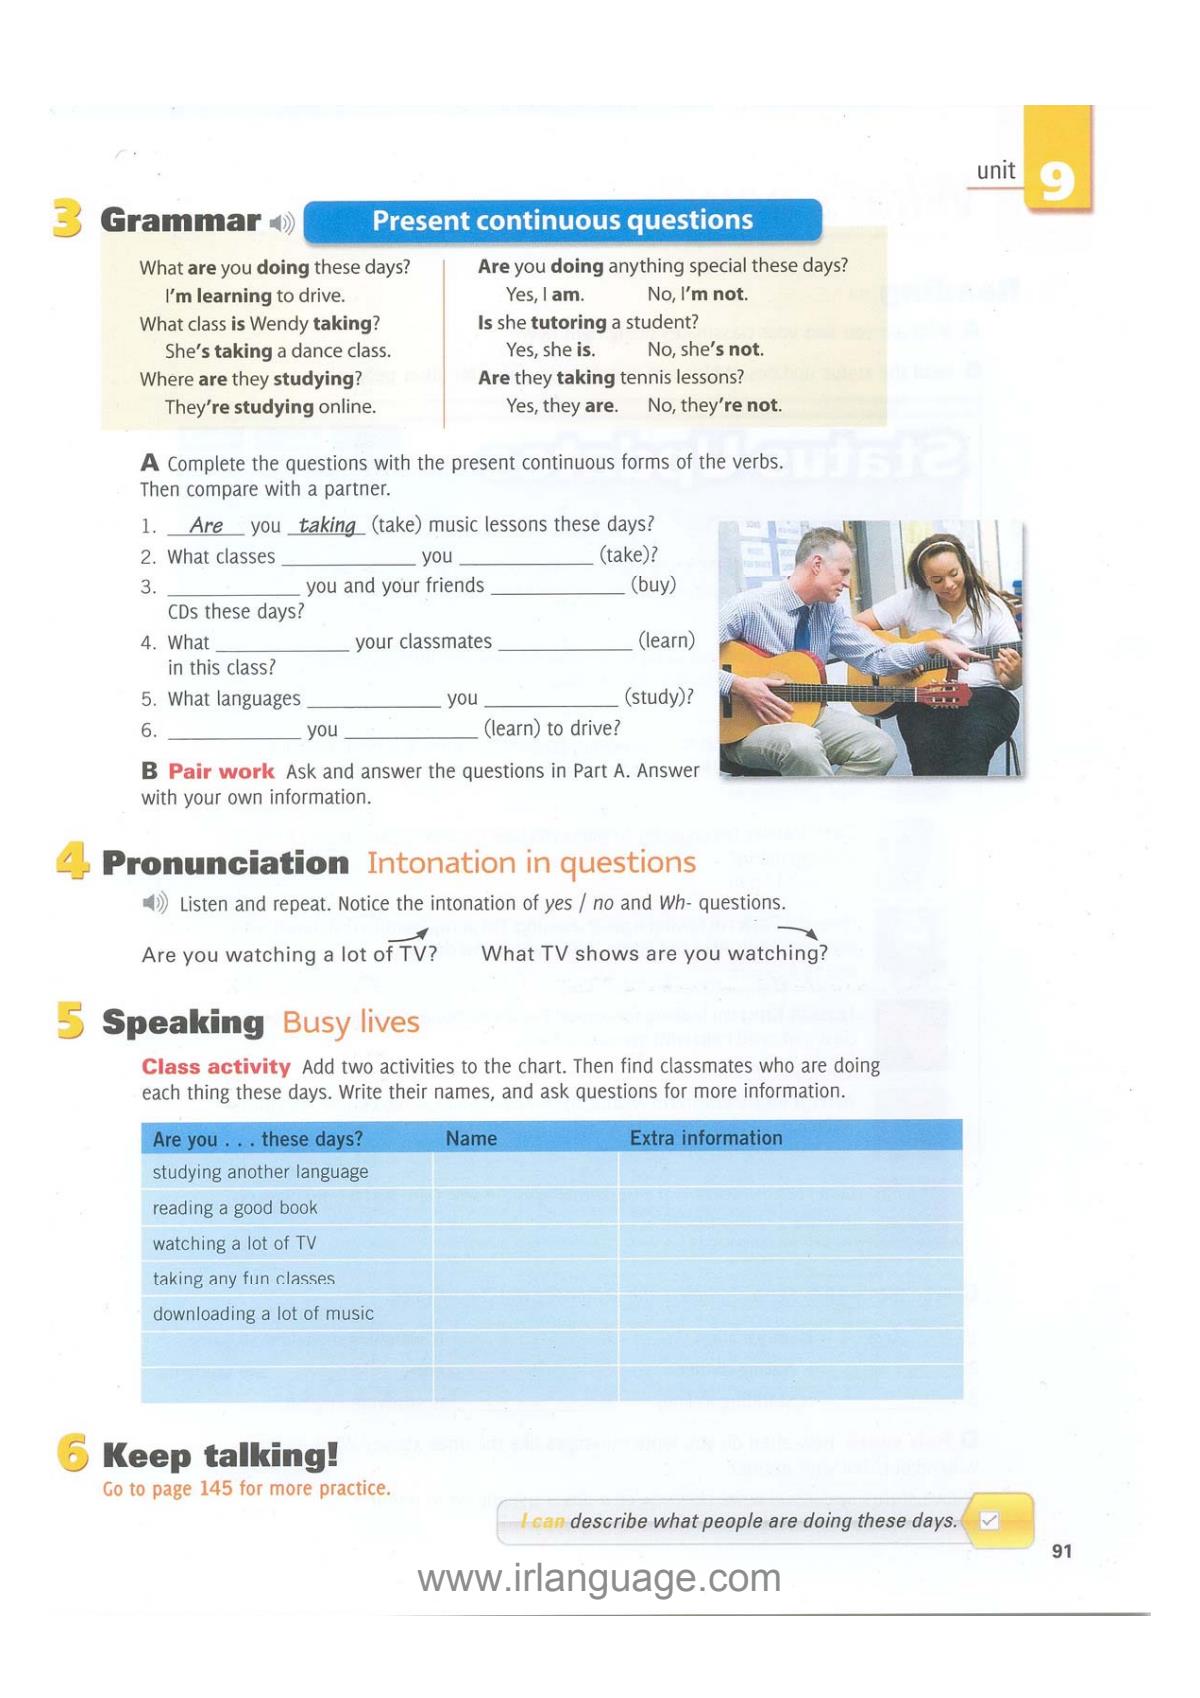 unit 9
3 Grammar Present continuous questions
What are you doing these days?
I'm learning to drive.
What class is Wendy taking?
She's taking a dance class.
Where are they studying?
They're studying online.
Are you doing anything special these days?
Yes, I am. No, I'm not.
Is she tutoring a student?
Yes, she is. No, she's not.
Are they taking tennis lessons?
Yes, they are. No, they're not.
A Complete the questions with the present continuous forms of the verbs.
Then compare with a partner.
1. Are you taking (take) music lessons these days?
2. What classes ____________ you ____________ (take)?
3. ____________ you and your friends ____________ (buy)
CDs these days?
4. What ____________ your classmates ____________ (learn)
in this class?
5. What languages ____________ you ____________ (study)?
6. ____________ you ____________ (learn) to drive?
B Pair work Ask and answer the questions in Part A. Answer
with your own information.
4 Pronunciation Intonation in questions
Listen and repeat. Notice the intonation of yes / no and Wh- questions.
Are you watching a lot of TV? What TV shows are you watching?
5 Speaking Busy lives
Class activity Add two activities to the chart. Then find classmates who are doing
each thing these days. Write their names, and ask questions for more information.
Are you . . . these days? Name Extra information
studying another language
reading a good book
watching a lot of TV
taking any fun classes
downloading a lot of music
6 Keep talking!
Go to page 145 for more practice.
I can describe what people are doing these days.
91
www.irlanguage.com